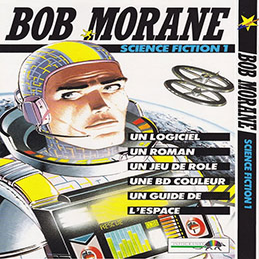 BOB MORANE
SCIENCE FICTION 1
UN LOGICIEL
UN ROMAN
UN JEU DE ROLE
UNE BD COULEUR
UN GUIDE DE
L'ESPACE
BOB MORANE
SCIENCE FICTION 1